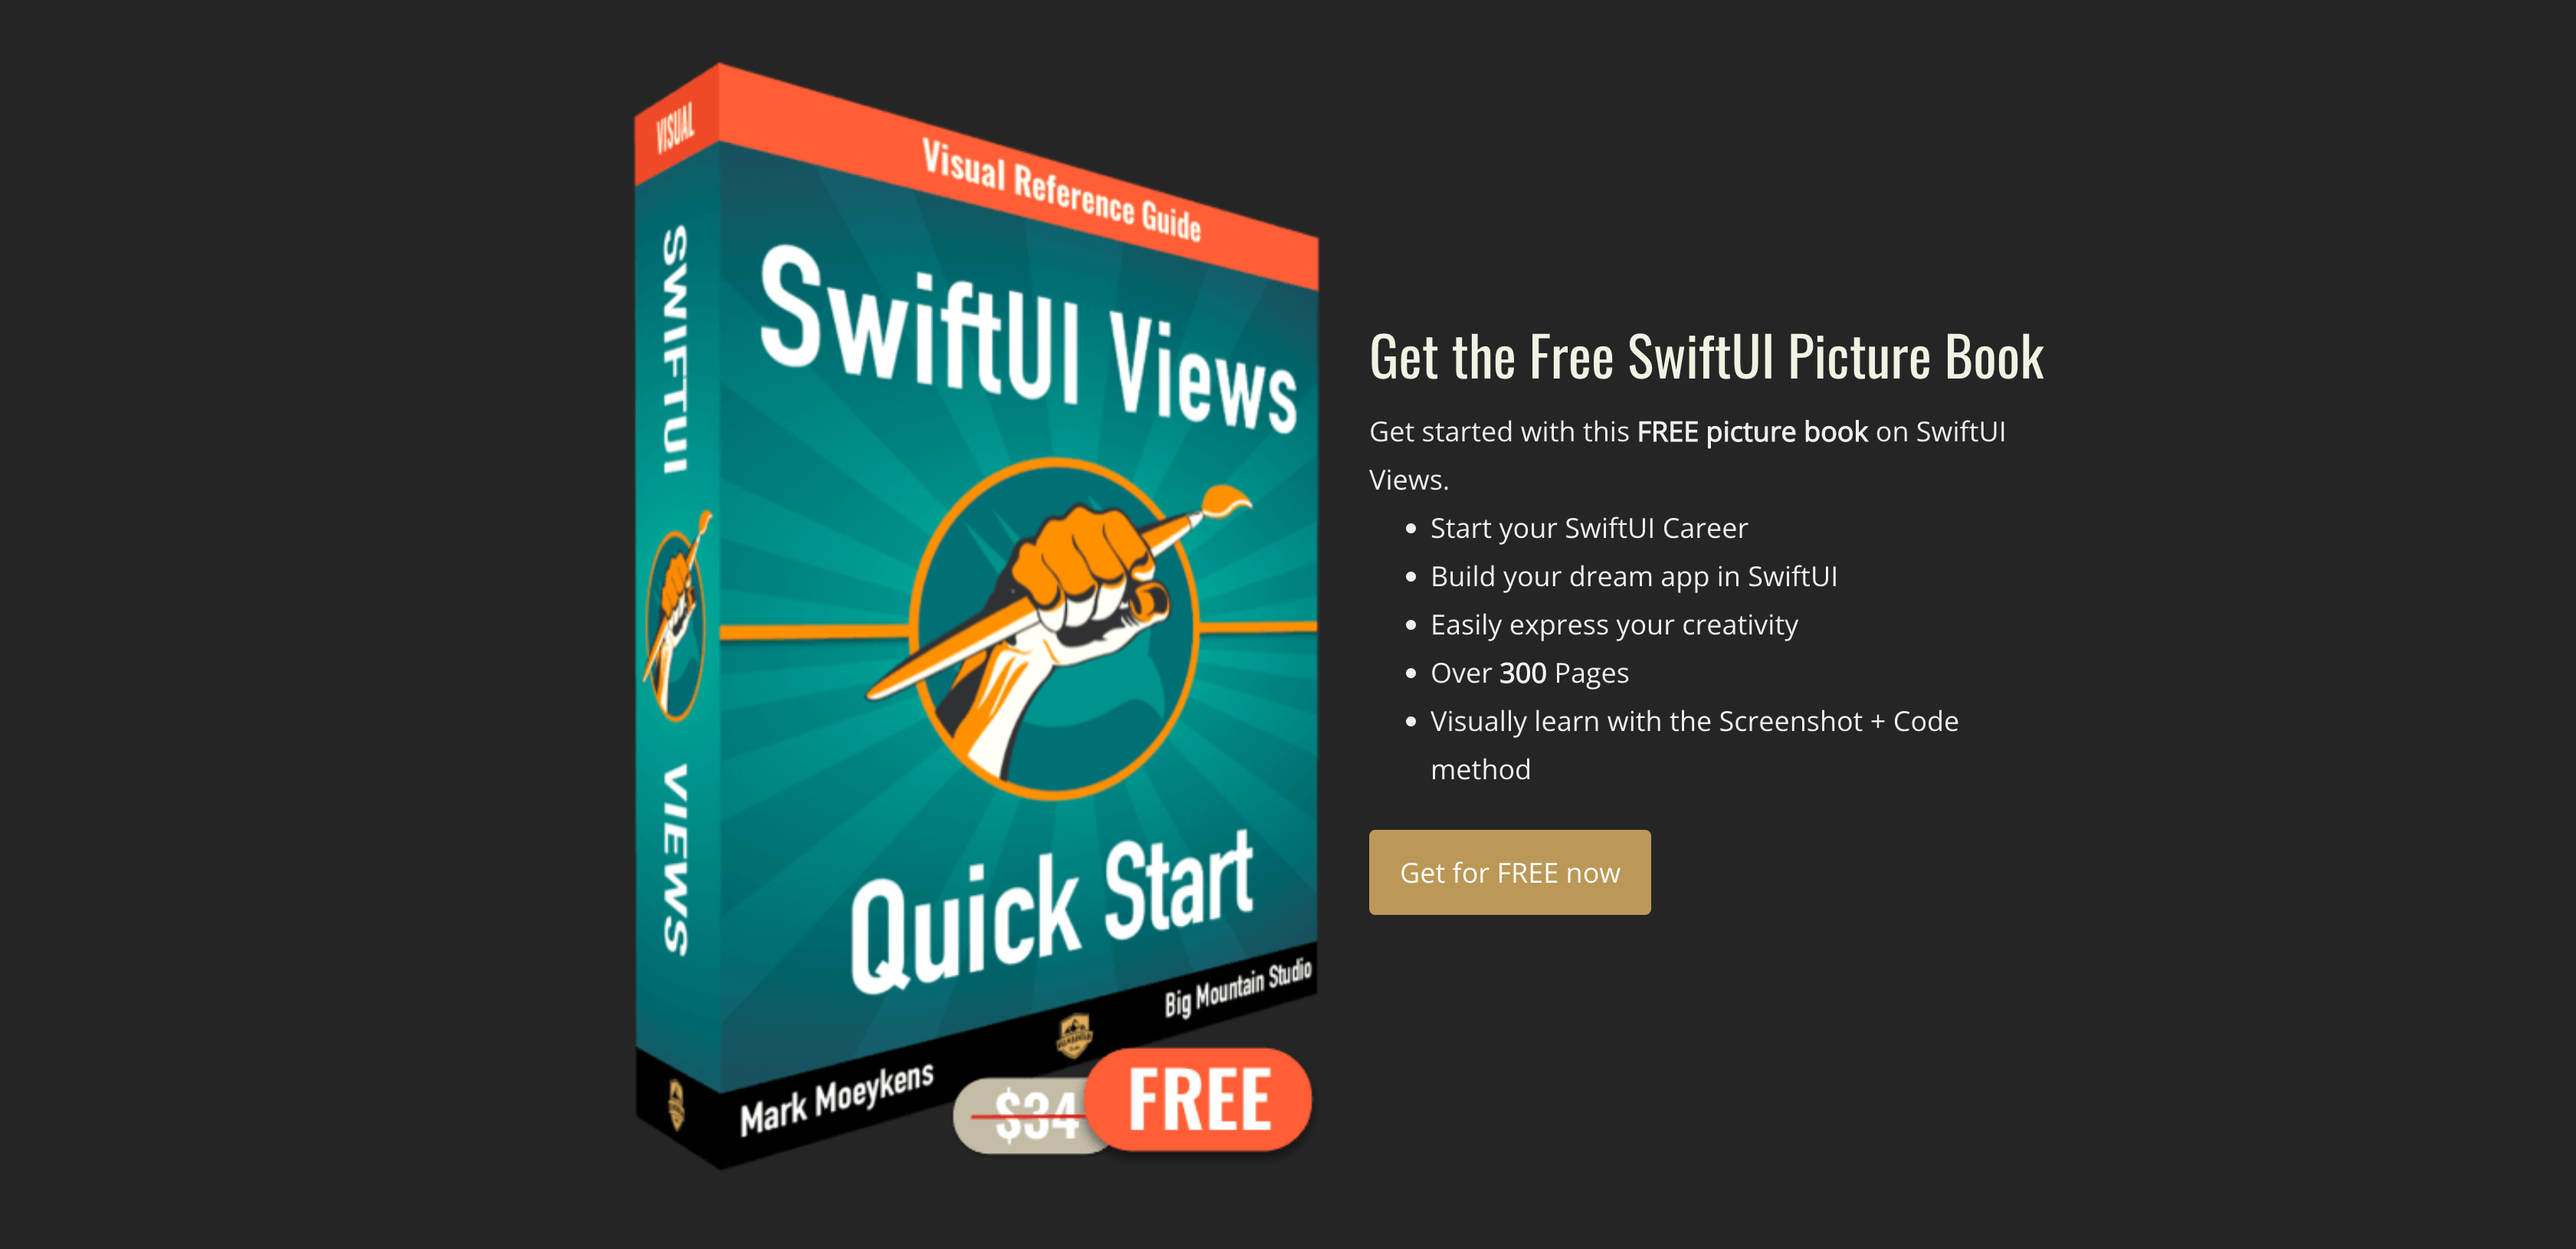 VISUAL
SWIFTUI VIEWS
Visual Reference Guide
SwiftUI Views
Quick Start
Mark Moeykens
Big Mountain Studio
$34
FREE
Get the Free SwiftUI Picture Book
Get started with this FREE picture book on SwiftUI
Views.
• Start your SwiftUI Career
• Build your dream app in SwiftUI
• Easily express your creativity
• Over 300 Pages
• Visually learn with the Screenshot + Code
method
Get for FREE now